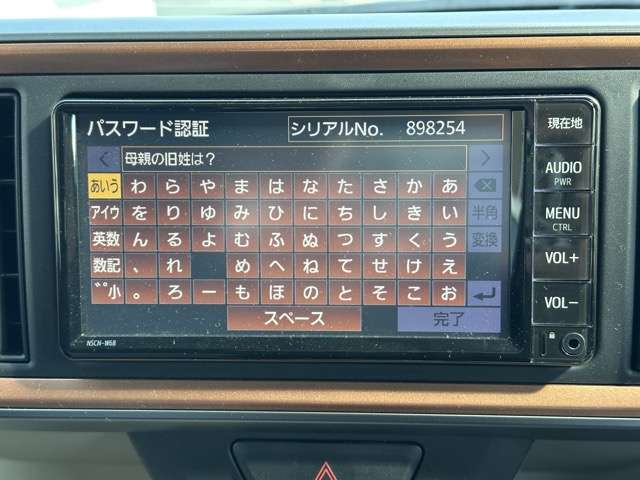 パスワード認証 シリアルNo. 898254
母親の旧姓は?
あいう わ ら や ま は な た さ か あ
アイウ を り ゆ み ひ に ち し き い 半角
英数 ん る よ む ふ ぬ つ す く う 変換
数記 、 れ め へ ね て せ け え
゛゜小 。 ろ ー も ほ の と そ こ お
スペース 完了
NSCN-W68
現在地
AUDIO
PWR
MENU
CTRL
VOL+
VOL-